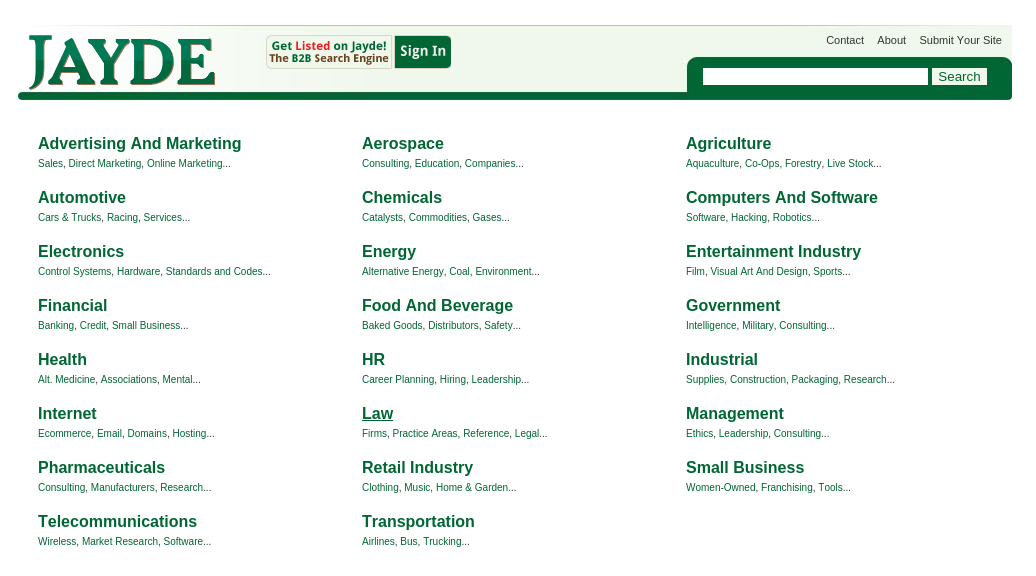 JAYDE
Get Listed on Jayde!
The B2B Search Engine
Sign In
Contact About Submit Your Site
Search
Advertising And Marketing
Sales, Direct Marketing, Online Marketing...
Aerospace
Consulting, Education, Companies...
Agriculture
Aquaculture, Co-Ops, Forestry, Live Stock...
Automotive
Cars & Trucks, Racing, Services...
Chemicals
Catalysts, Commodities, Gases...
Computers And Software
Software, Hacking, Robotics...
Electronics
Control Systems, Hardware, Standards and Codes...
Energy
Alternative Energy, Coal, Environment...
Entertainment Industry
Film, Visual Art And Design, Sports...
Financial
Banking, Credit, Small Business...
Food And Beverage
Baked Goods, Distributors, Safety...
Government
Intelligence, Military, Consulting...
Health
Alt. Medicine, Associations, Mental...
HR
Career Planning, Hiring, Leadership...
Industrial
Supplies, Construction, Packaging, Research...
Internet
Ecommerce, Email, Domains, Hosting...
Law
Firms, Practice Areas, Reference, Legal...
Management
Ethics, Leadership, Consulting...
Pharmaceuticals
Consulting, Manufacturers, Research...
Retail Industry
Clothing, Music, Home & Garden...
Small Business
Women-Owned, Franchising, Tools...
Telecommunications
Wireless, Market Research, Software...
Transportation
Airlines, Bus, Trucking...